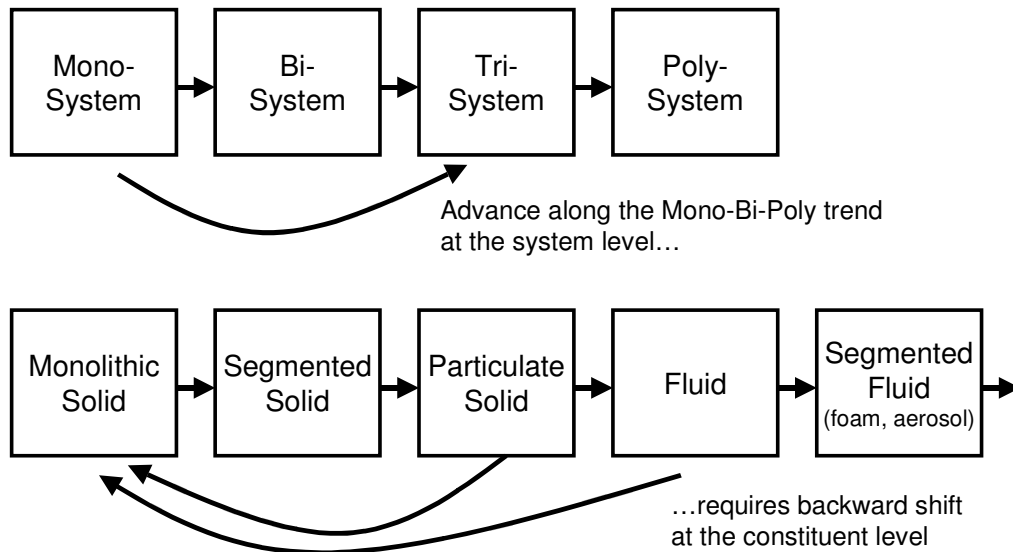 Mono-
System
Bi-
System
Tri-
System
Poly-
System
Advance along the Mono-Bi-Poly trend
at the system level…
Monolithic
Solid
Segmented
Solid
Particulate
Solid
Fluid
Segmented
Fluid
(foam, aerosol)
…requires backward shift
at the constituent level